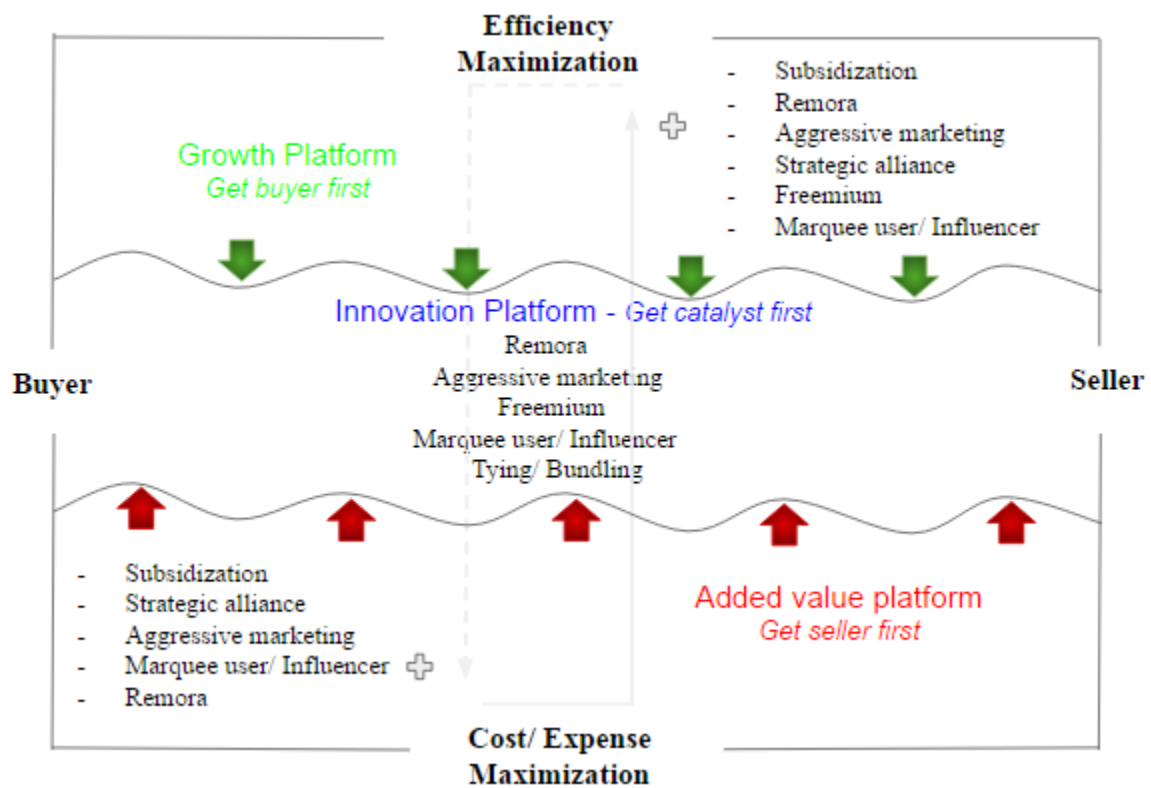 Efficiency
Maximization
- Subsidization
- Remora
- Aggressive marketing
- Strategic alliance
- Freemium
- Marquee user/ Influencer
Growth Platform
Get buyer first
Innovation Platform - Get catalyst first
Remora
Aggressive marketing
Freemium
Marquee user/ Influencer
Tying/ Bundling
Buyer
Seller
- Subsidization
- Strategic alliance
- Aggressive marketing
- Marquee user/ Influencer
- Remora
Added value platform
Get seller first
Cost/ Expense
Maximization